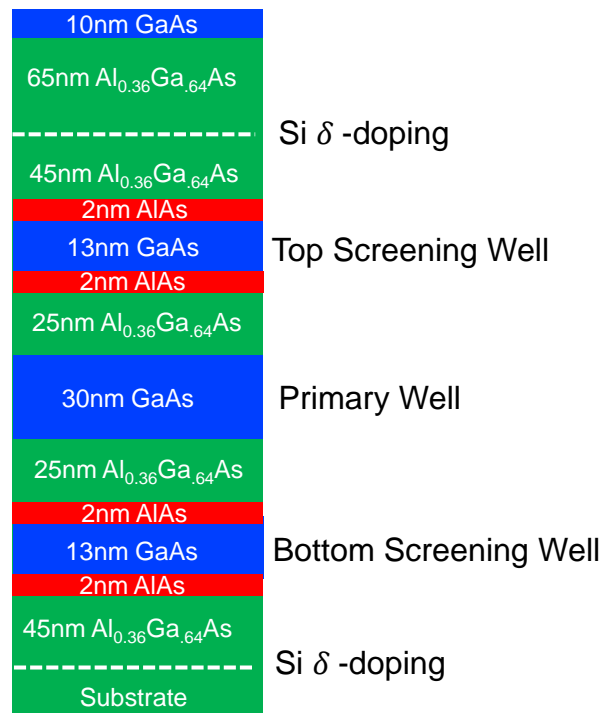 10nm GaAs
65nm Al₀.₃₆Ga.₆₄As
Si δ -doping
45nm Al₀.₃₆Ga.₆₄As
2nm AlAs
13nm GaAs
Top Screening Well
2nm AlAs
25nm Al₀.₃₆Ga.₆₄As
30nm GaAs
Primary Well
25nm Al₀.₃₆Ga.₆₄As
2nm AlAs
13nm GaAs
Bottom Screening Well
2nm AlAs
45nm Al₀.₃₆Ga.₆₄As
Si δ -doping
Substrate